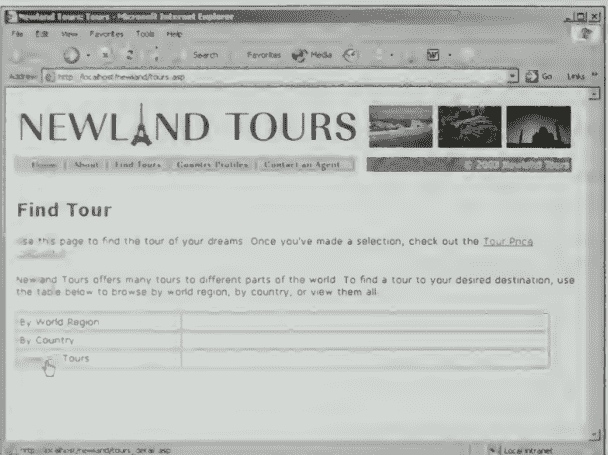 Newland Tours: Tours - Microsoft Internet Explorer
File Edit View Favorites Tools Help
Search Favorites Media
Address http://localhost/newland/tours.asp Go Links »
NEWLAND TOURS
Home | About | Find Tours | Country Profiles | Contact an Agent
© 2003 Newland Tours
Find Tour
this page to find the tour of your dreams. Once you've made a selection, check out the Tour Price
Newland Tours offers many tours to different parts of the world. To find a tour to your desired destination, use
the table below to browse by world region, by country, or view them all.
By World Region
By Country
Tours
http://localhost/newland/tours_detail.asp Local intranet